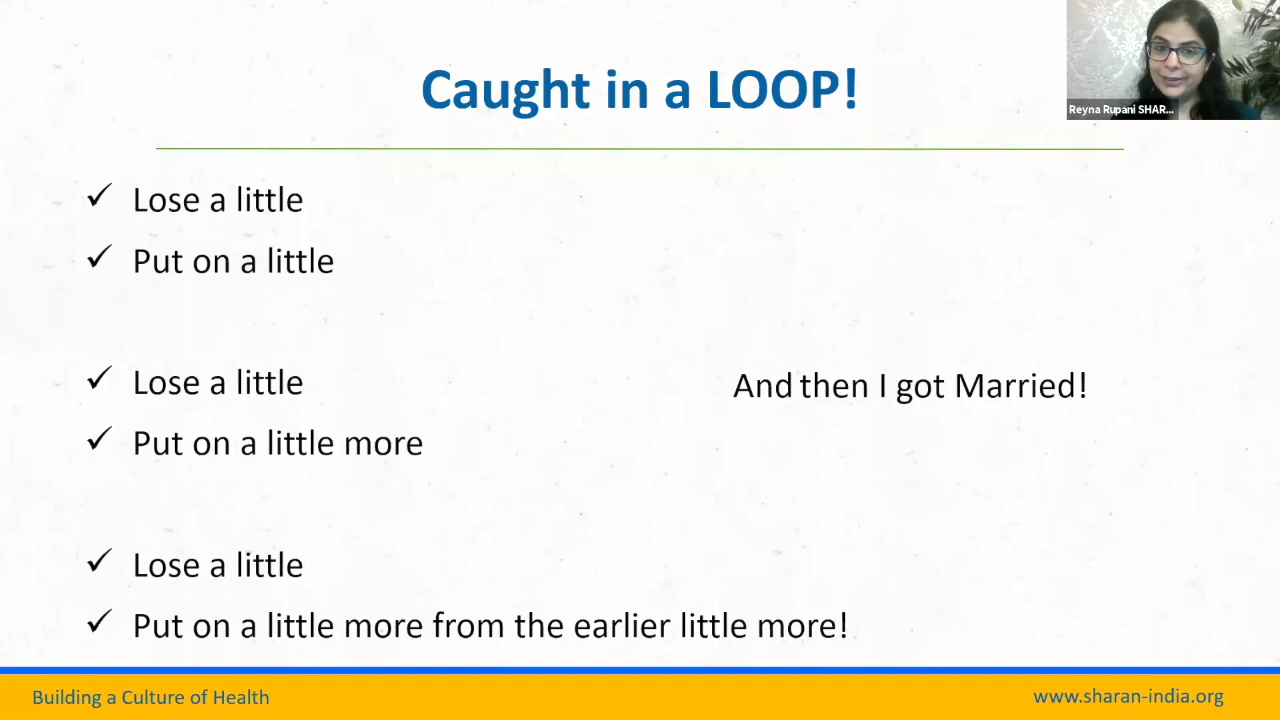 Caught in a LOOP!
Reyna Rupani SHAR...
✓ Lose a little
✓ Put on a little
✓ Lose a little
And then I got Married!
✓ Put on a little more
✓ Lose a little
✓ Put on a little more from the earlier little more!
Building a Culture of Health
www.sharan-india.org